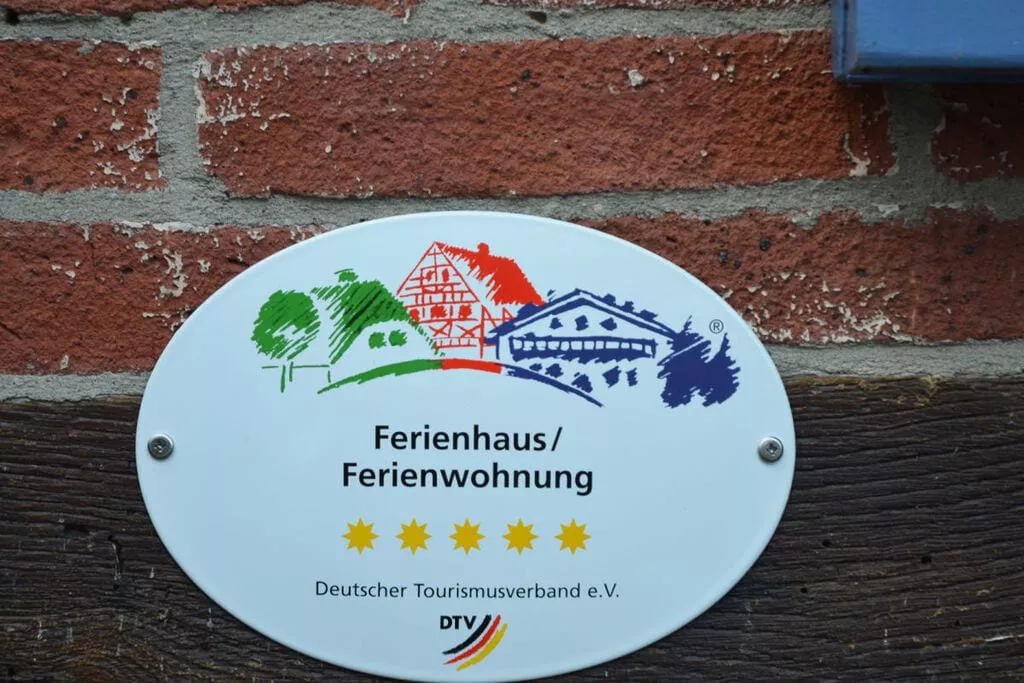 ®
Ferienhaus/
Ferienwohnung
Deutscher Tourismusverband e.V.
DTV